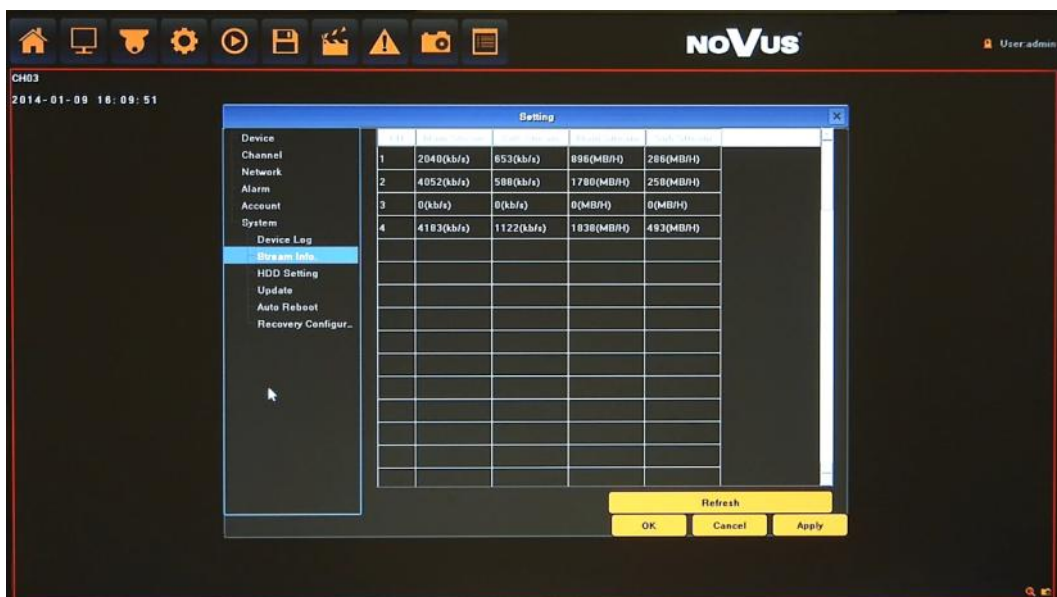 NOVUS
User:admin
CH03
2014-01-09 16:09:51
Setting
Device
Channel
Network
Alarm
Account
System
Device Log
Stream Info.
HDD Setting
Update
Auto Reboot
Recovery Configur...
1 2040(kb/s) 653(kb/s) 896(MB/H) 286(MB/H)
2 4052(kb/s) 588(kb/s) 1780(MB/H) 258(MB/H)
3 0(kb/s) 0(kb/s) 0(MB/H) 0(MB/H)
4 4183(kb/s) 1122(kb/s) 1838(MB/H) 493(MB/H)
Refresh
OK Cancel Apply